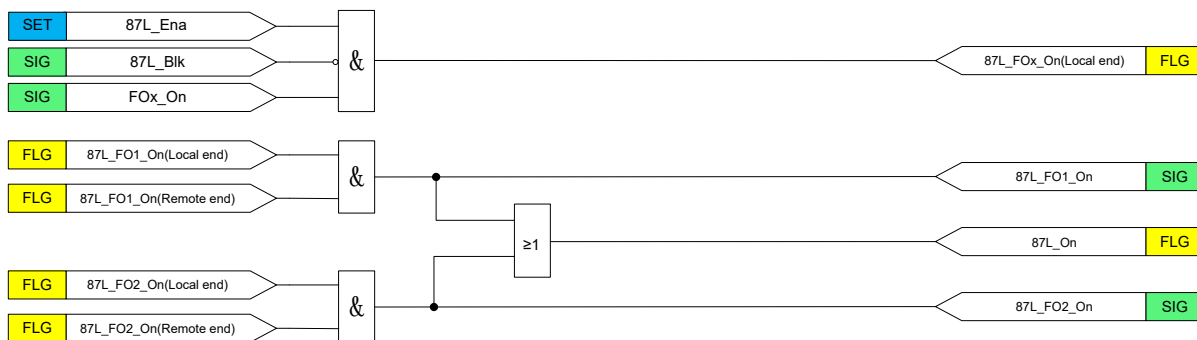 SET 87L_Ena
SIG 87L_Blk & 87L_FOx_On(Local end) FLG
SIG FOx_On
FLG 87L_FO1_On(Local end)
& 87L_FO1_On SIG
FLG 87L_FO1_On(Remote end)
≥1 87L_On FLG
FLG 87L_FO2_On(Local end)
& 87L_FO2_On SIG
FLG 87L_FO2_On(Remote end)